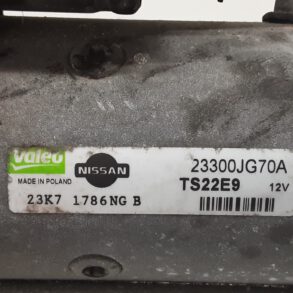 Valeo
MADE IN POLAND
NISSAN
23300JG70A
TS22E9 12V
23K7 1786NG B